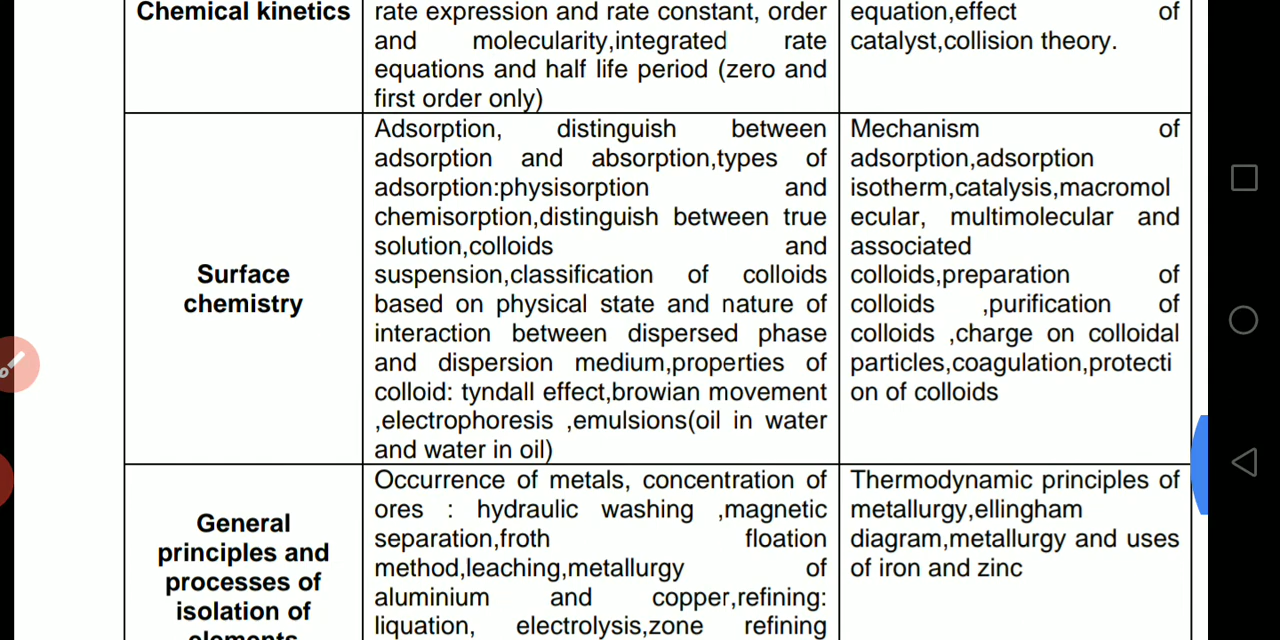 Chemical kinetics
rate expression and rate constant, order
and molecularity,integrated rate
equations and half life period (zero and
first order only)
equation,effect of
catalyst,collision theory.
Surface
chemistry
Adsorption, distinguish between
adsorption and absorption,types of
adsorption:physisorption and
chemisorption,distinguish between true
solution,colloids and
suspension,classification of colloids
based on physical state and nature of
interaction between dispersed phase
and dispersion medium,properties of
colloid: tyndall effect,browian movement
,electrophoresis ,emulsions(oil in water
and water in oil)
Mechanism of
adsorption,adsorption
isotherm,catalysis,macromol
ecular, multimolecular and
associated
colloids,preparation of
colloids ,purification of
colloids ,charge on colloidal
particles,coagulation,protecti
on of colloids
General
principles and
processes of
isolation of
elements
Occurrence of metals, concentration of
ores : hydraulic washing ,magnetic
separation,froth floation
method,leaching,metallurgy of
aluminium and copper,refining:
liquation, electrolysis,zone refining
Thermodynamic principles of
metallurgy,ellingham
diagram,metallurgy and uses
of iron and zinc